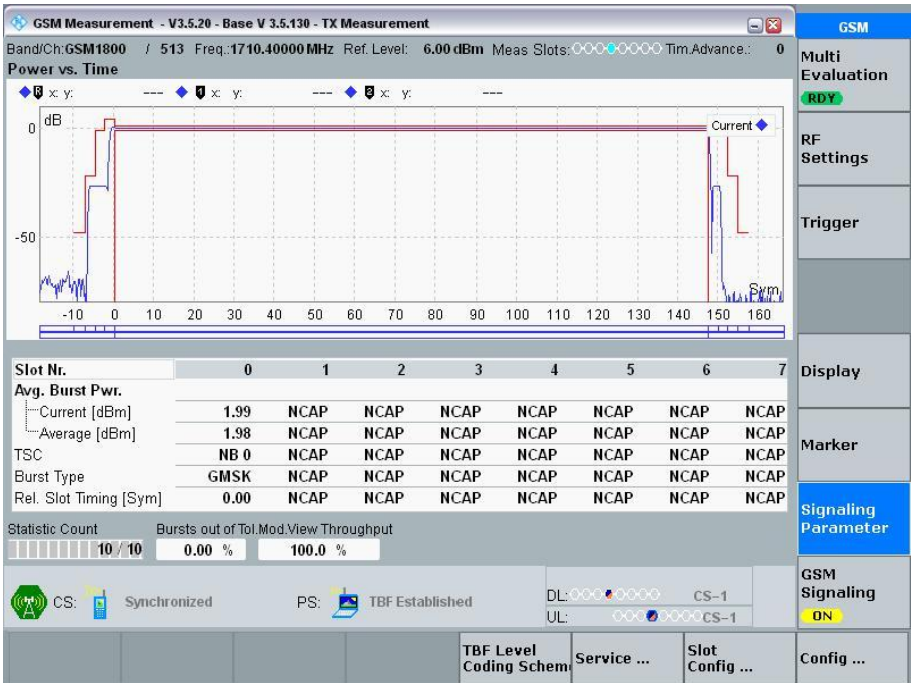 GSM Measurement - V3.5.20 - Base V 3.5.130 - TX Measurement
GSM
Band/Ch:GSM1800 / 513 Freq.:1710.40000 MHz Ref. Level: 6.00 dBm Meas Slots: Tim.Advance.: 0
Power vs. Time
Multi Evaluation
RDY
R x: y: --- 1 x: y: --- 2 x: y: ---
dB
Current
0
-50
Sym
-10 0 10 20 30 40 50 60 70 80 90 100 110 120 130 140 150 160
RF Settings
Trigger
Display
Marker
Slot Nr. 0 1 2 3 4 5 6 7
Avg. Burst Pwr.
Current [dBm] 1.99 NCAP NCAP NCAP NCAP NCAP NCAP NCAP
Average [dBm] 1.98 NCAP NCAP NCAP NCAP NCAP NCAP NCAP
TSC NB 0 NCAP NCAP NCAP NCAP NCAP NCAP NCAP
Burst Type GMSK NCAP NCAP NCAP NCAP NCAP NCAP NCAP
Rel. Slot Timing [Sym] 0.00 NCAP NCAP NCAP NCAP NCAP NCAP NCAP
Signaling Parameter
Statistic Count Bursts out of Tol. Mod.View Throughput
10 / 10 0.00 % 100.0 %
GSM Signaling
ON
CS: Synchronized PS: TBF Established
DL: CS-1
UL: CS-1
TBF Level Coding Schem
Service ...
Slot Config ...
Config ...